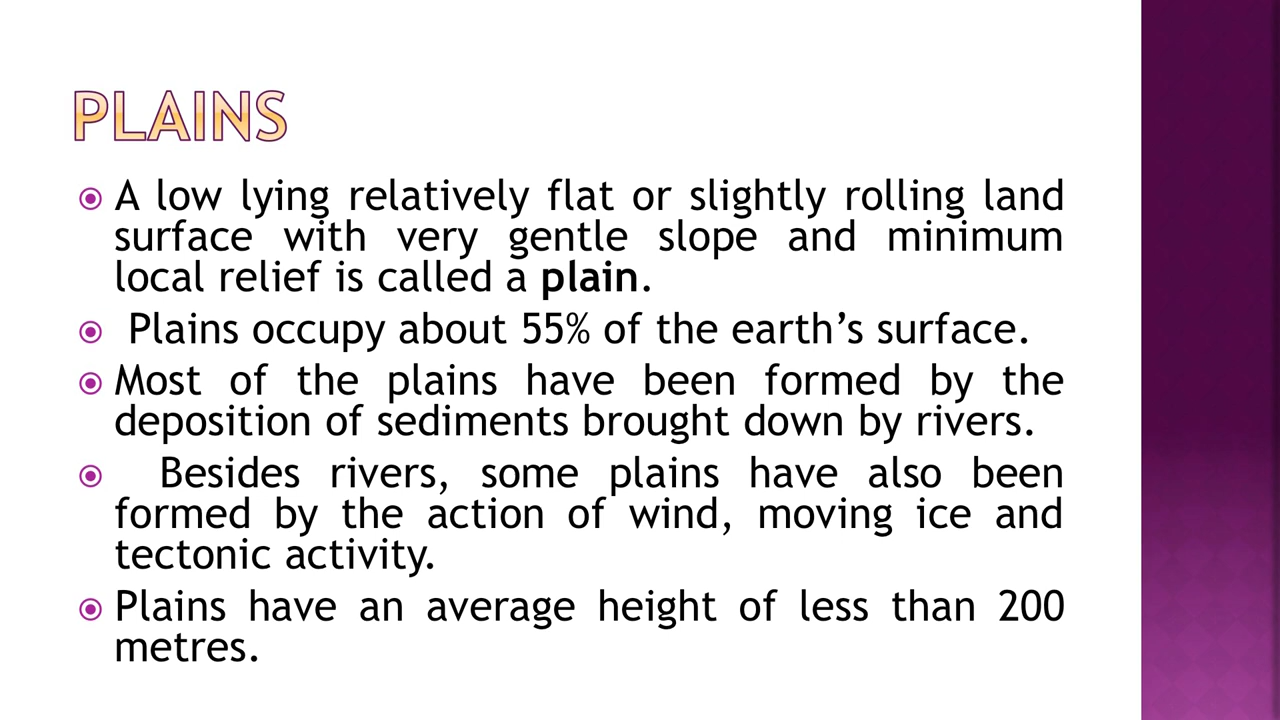 PLAINS
A low lying relatively flat or slightly rolling land
surface with very gentle slope and minimum
local relief is called a plain.
Plains occupy about 55% of the earth’s surface.
Most of the plains have been formed by the
deposition of sediments brought down by rivers.
Besides rivers, some plains have also been
formed by the action of wind, moving ice and
tectonic activity.
Plains have an average height of less than 200
metres.